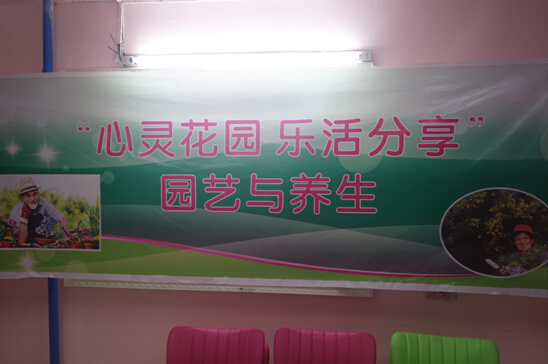 “心灵花园 乐活分享”
园艺与养生